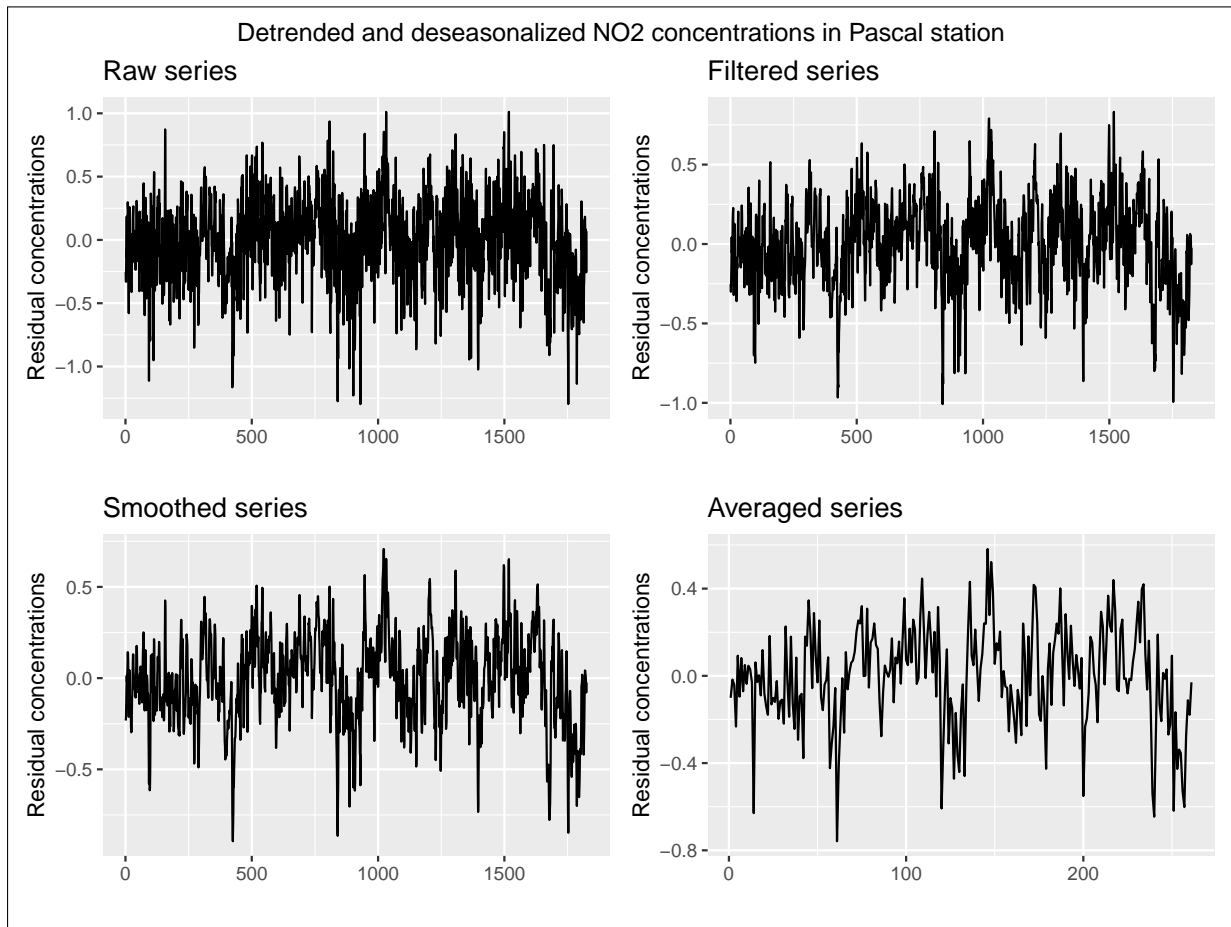 Detrended and deseasonalized NO2 concentrations in Pascal station
Raw series
Residual concentrations
1.0
0.5
0.0
−0.5
−1.0
0 500 1000 1500
Filtered series
Residual concentrations
0.5
0.0
−0.5
−1.0
0 500 1000 1500
Smoothed series
Residual concentrations
0.5
0.0
−0.5
0 500 1000 1500
Averaged series
Residual concentrations
0.4
0.0
−0.4
−0.8
0 100 200